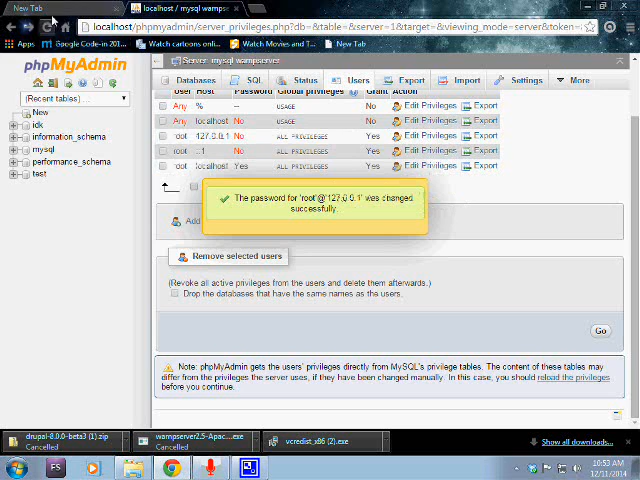 New Tab
localhost / mysql wampse
localhost/phpmyadmin/server_privileges.php?db=&table=&server=1&target=&viewing_mode=server&token=
Apps
Google Code-in 201...
Watch cartoons online...
Watch Movies and T...
New Tab
phpMyAdmin
(Recent tables) ...
New
idk
information_schema
mysql
performance_schema
test
Server: mysql wampserver
Databases
SQL
Status
Users
Export
Import
Settings
More
User Host Password Global privileges Grant Action
Any % -- USAGE No Edit Privileges Export
Any localhost No USAGE No Edit Privileges Export
root 127.0.0.1 No ALL PRIVILEGES Yes Edit Privileges Export
root ::1 No ALL PRIVILEGES Yes Edit Privileges Export
root localhost Yes ALL PRIVILEGES Yes Edit Privileges Export
The password for 'root'@'127.0.0.1' was changed
successfully.
Add
Remove selected users
(Revoke all active privileges from the users and delete them afterwards.)
Drop the databases that have the same names as the users.
Go
Note: phpMyAdmin gets the users' privileges directly from MySQL's privilege tables. The content of these tables may
differ from the privileges the server uses, if they have been changed manually. In this case, you should reload the privileges
before you continue.
drupal-8.0.0-beta3 (1).zip
Cancelled
wampserver2.5-Apac....exe
Cancelled
vcredist_x86 (2).exe
Show all downloads...
FS
10:53 AM
12/11/2014